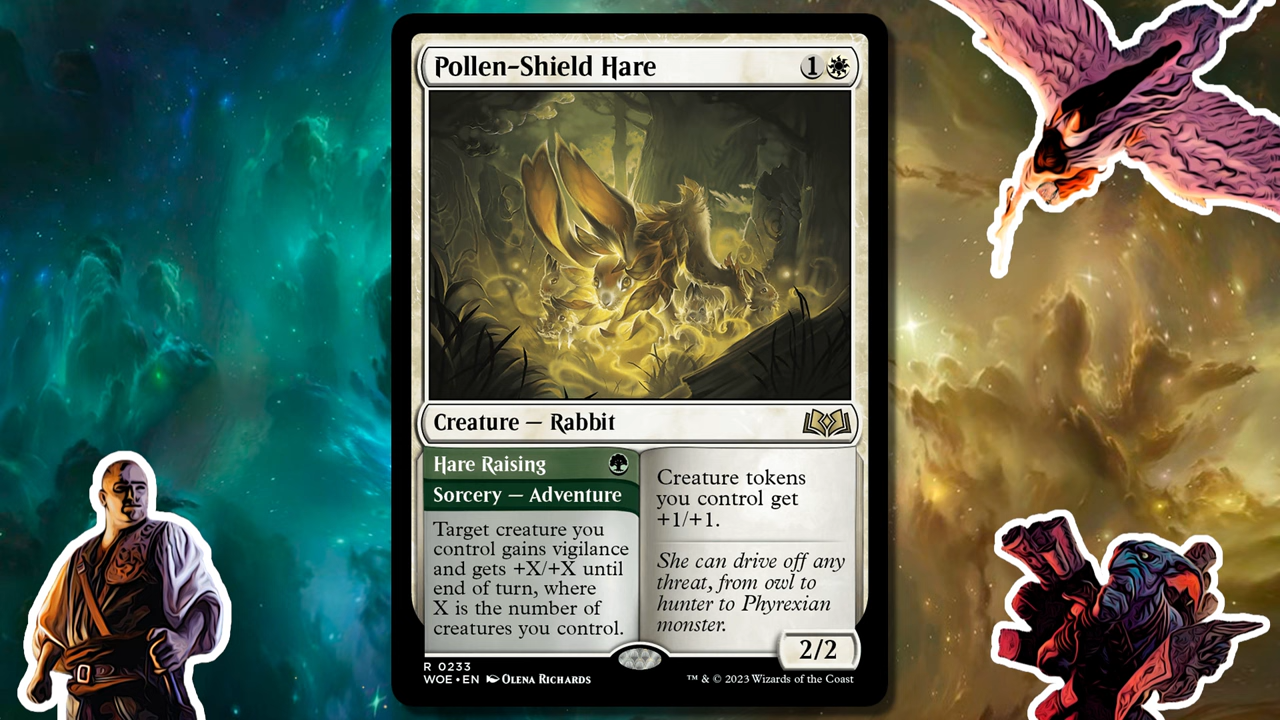 Pollen-Shield Hare 1
Creature — Rabbit
Hare Raising
Sorcery — Adventure
Target creature you
control gains vigilance
and gets +X/+X until
end of turn, where
X is the number of
creatures you control.
Creature tokens
you control get
+1/+1.
She can drive off any
threat, from owl to
hunter to Phyrexian
monster.
2/2
R 0233
WOE • EN Olena Richards
™ & © 2023 Wizards of the Coast